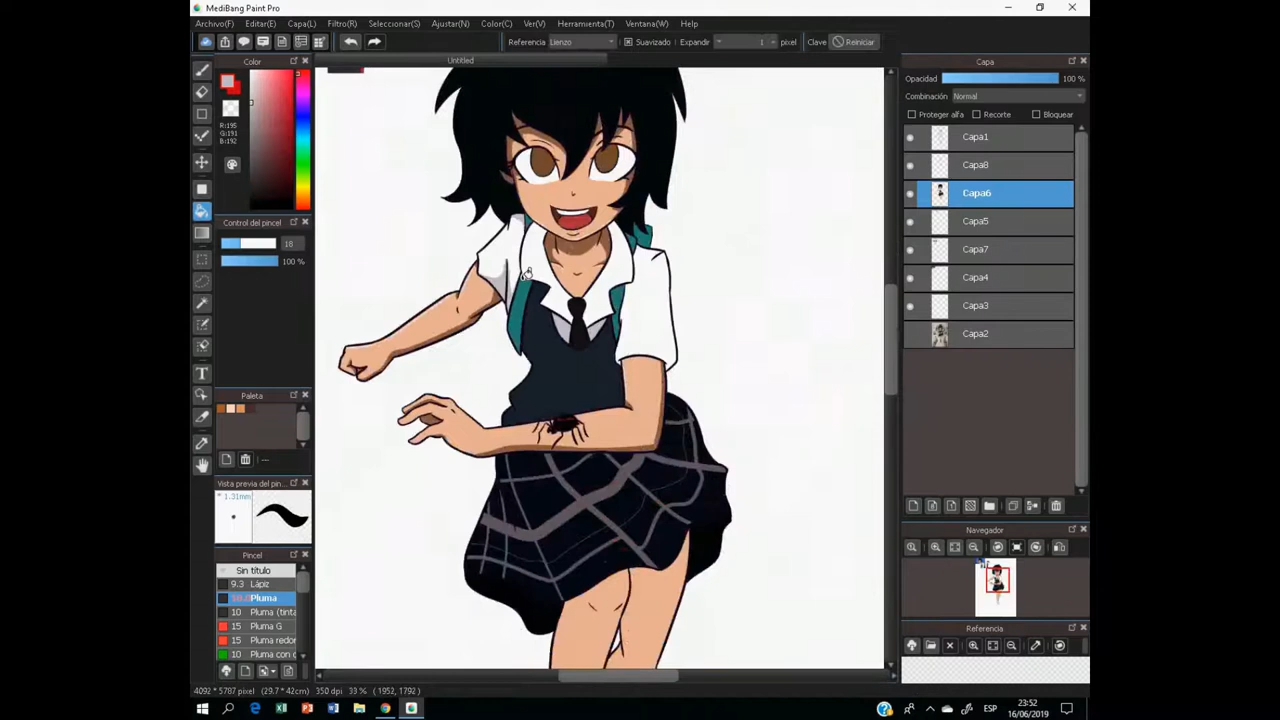 MediBang Paint Pro
Archivo(F) Editar(E) Filtro(R) Capa(L) Seleccionar(S) Ajustar(N) Color(C) Ver(V) Herramienta(T) Ventana(W) Help
Referencia Lienzo Suavizado Expandir 1 pixel Clave Reiniciar
Untitled
Color
R:195
G:191
B:192
Control del pincel
18
100 %
Paleta
---
Vista previa del pin...
1.31mm
Pincel
Sin título
9.3 Lápiz
Pluma
10 Pluma (tinta
15 Pluma G
15 Pluma redon
10 Pluma con c
Capa
Opacidad 100 %
Combinación Normal
Proteger alfa Recorte Bloquear
Capa1
Capa8
Capa6
Capa5
Capa7
Capa4
Capa3
Capa2
Navegador
Referencia
4092 * 5787 pixel (29.7 * 42cm) 350 dpi 33 % ( 1952, 1792 )
ESP
23:52
16/06/2019